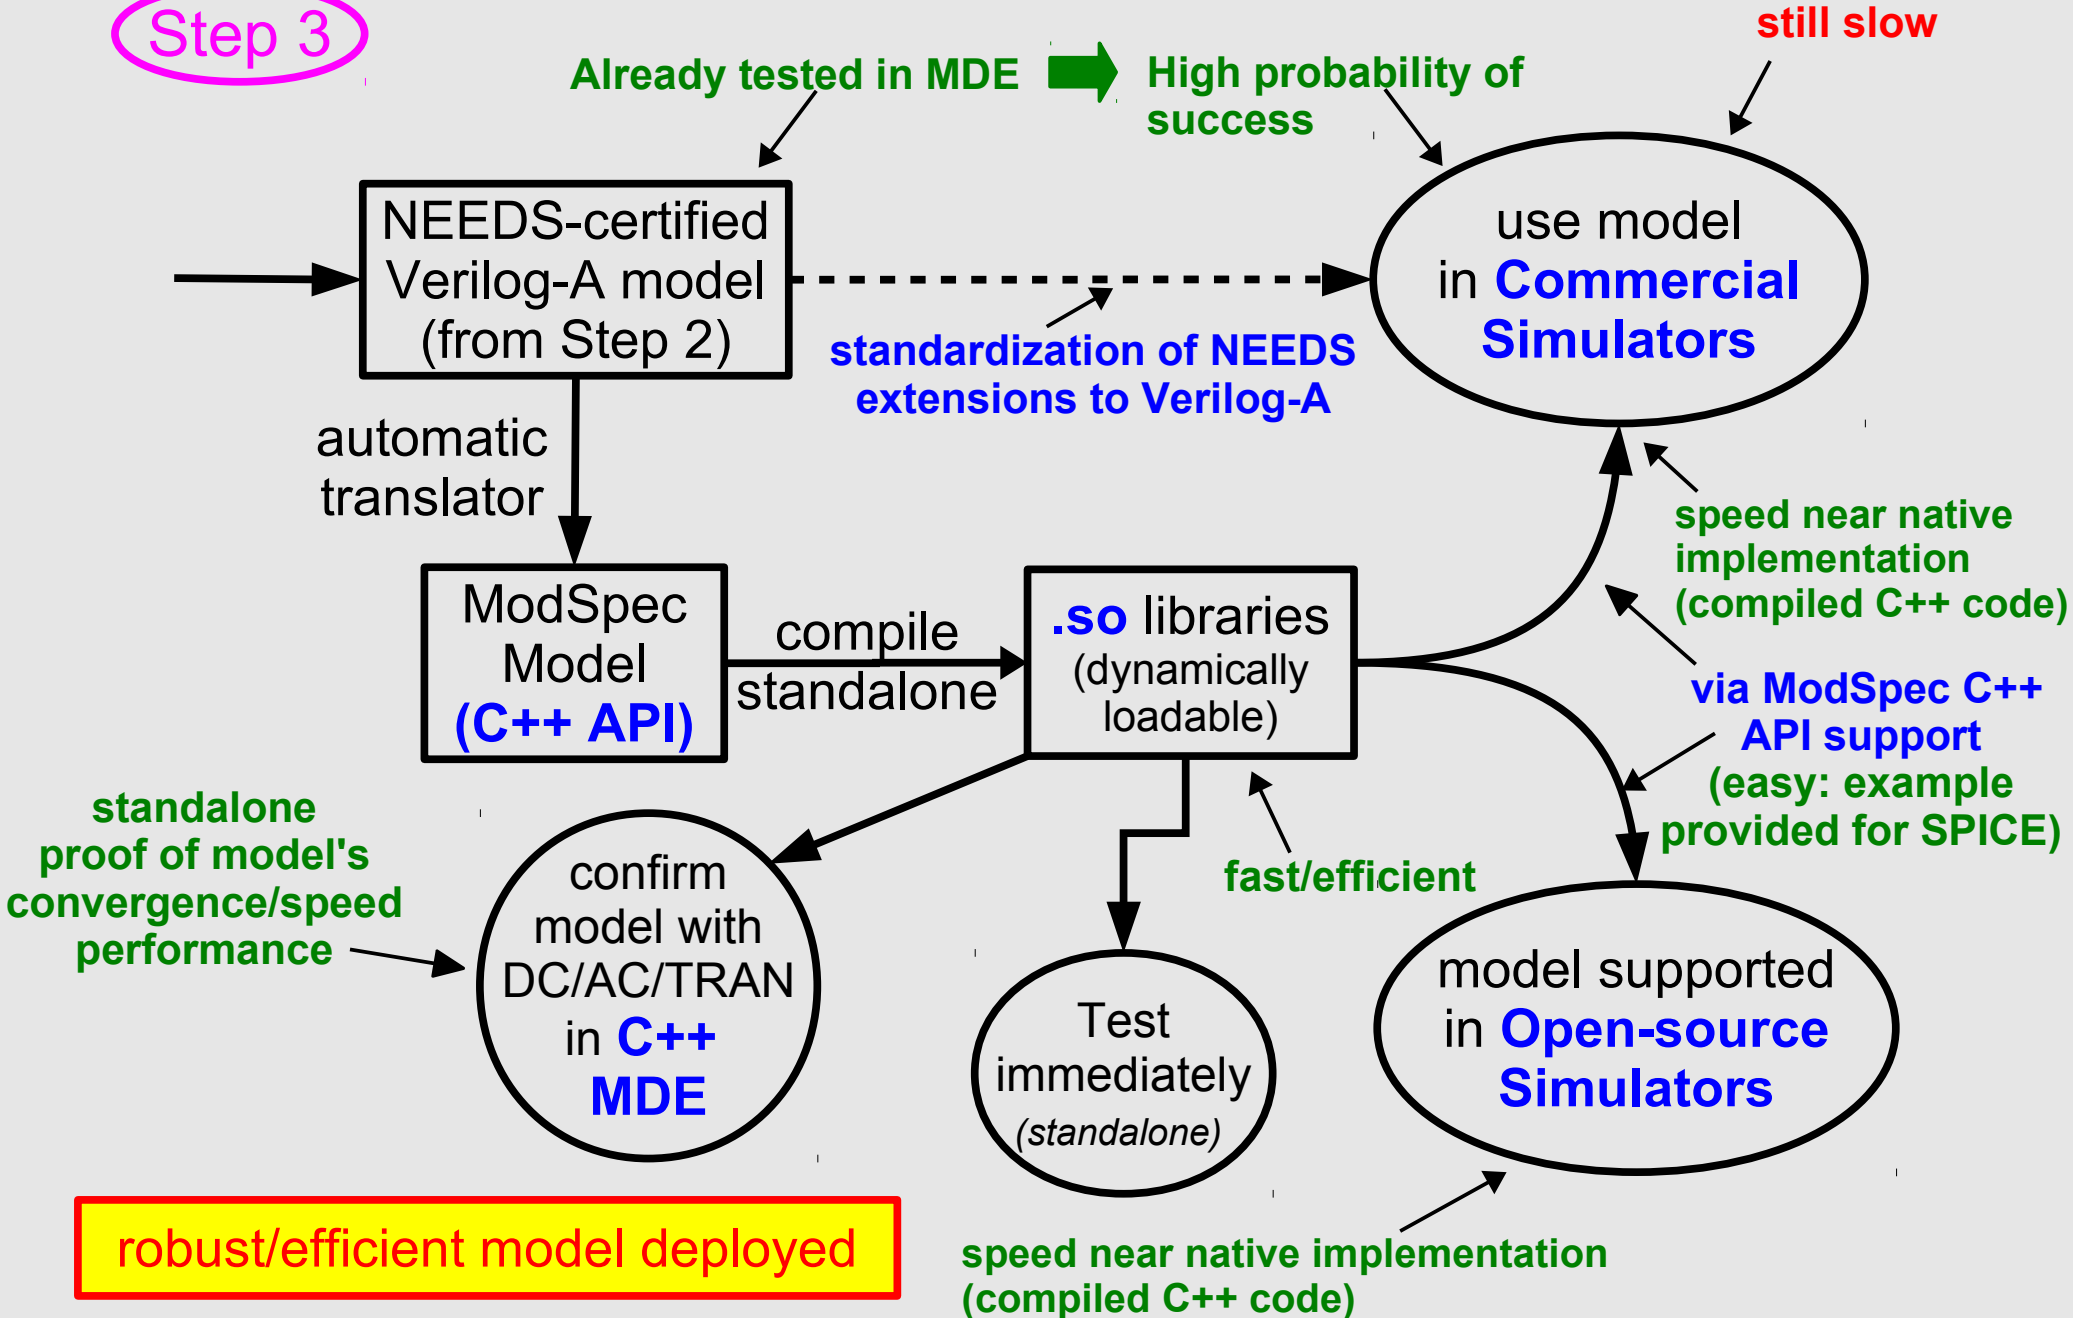 Step 3
still slow
Already tested in MDE
High probability of
success
NEEDS-certified
Verilog-A model
(from Step 2)
use model
in Commercial
Simulators
standardization of NEEDS
extensions to Verilog-A
automatic
translator
speed near native
implementation
(compiled C++ code)
ModSpec
Model
(C++ API)
compile
standalone
.so libraries
(dynamically
loadable)
via ModSpec C++
API support
(easy: example
provided for SPICE)
standalone
proof of model's
convergence/speed
performance
confirm
model with
DC/AC/TRAN
in C++
MDE
fast/efficient
Test
immediately
(standalone)
model supported
in Open-source
Simulators
robust/efficient model deployed
speed near native implementation
(compiled C++ code)